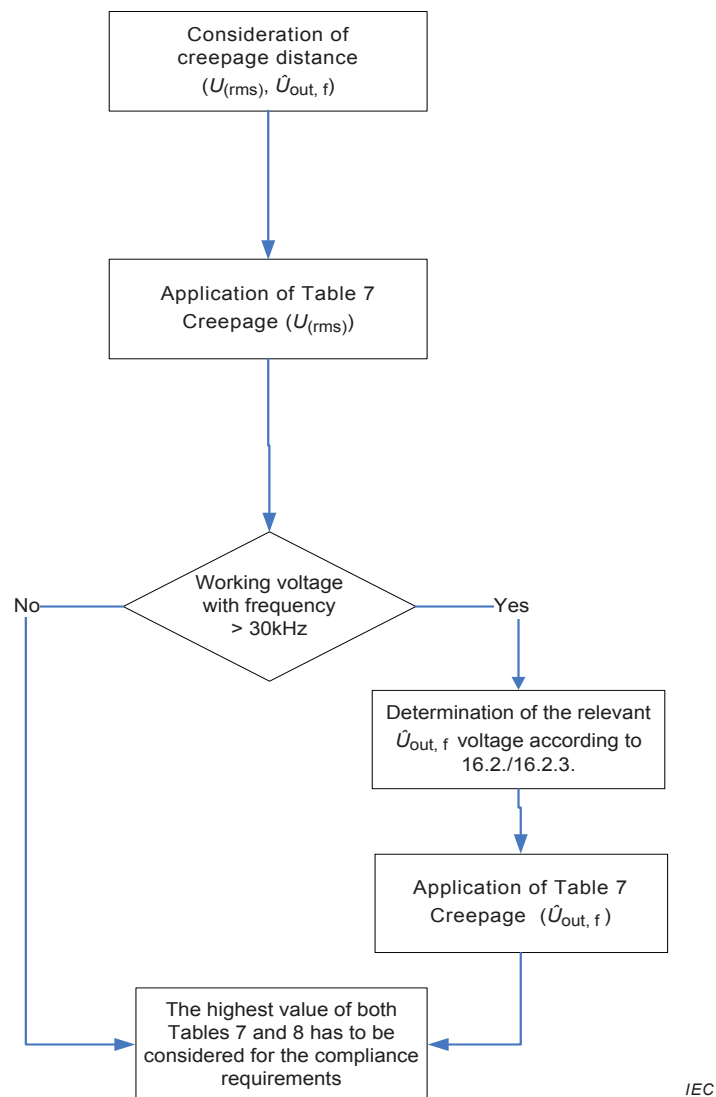 Consideration of
creepage distance
(U(rms), Ûout, f)
Application of Table 7
Creepage (U(rms))
Working voltage
with frequency
> 30kHz
No
Yes
Determination of the relevant
Ûout, f voltage according to
16.2./16.2.3.
Application of Table 7
Creepage (Ûout, f )
The highest value of both
Tables 7 and 8 has to be
considered for the compliance
requirements
IEC